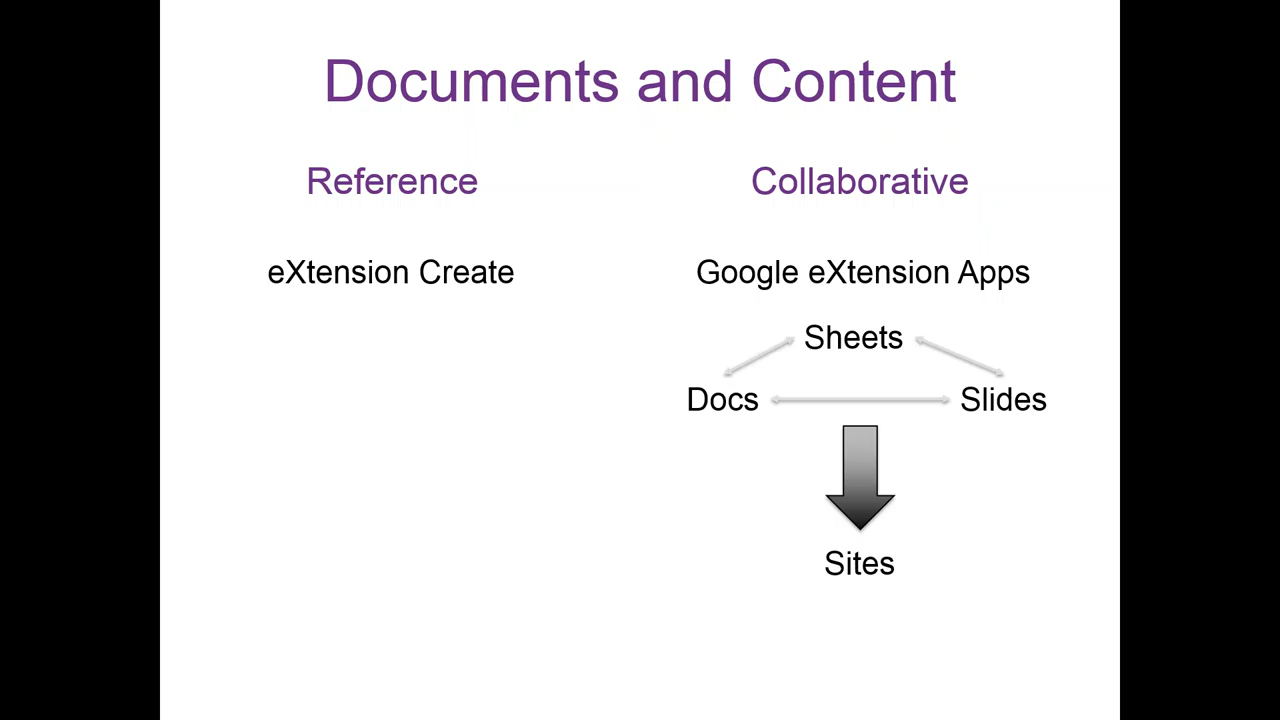 Documents and Content
Reference
Collaborative
eXtension Create
Google eXtension Apps
Sheets
Docs
Slides
Sites